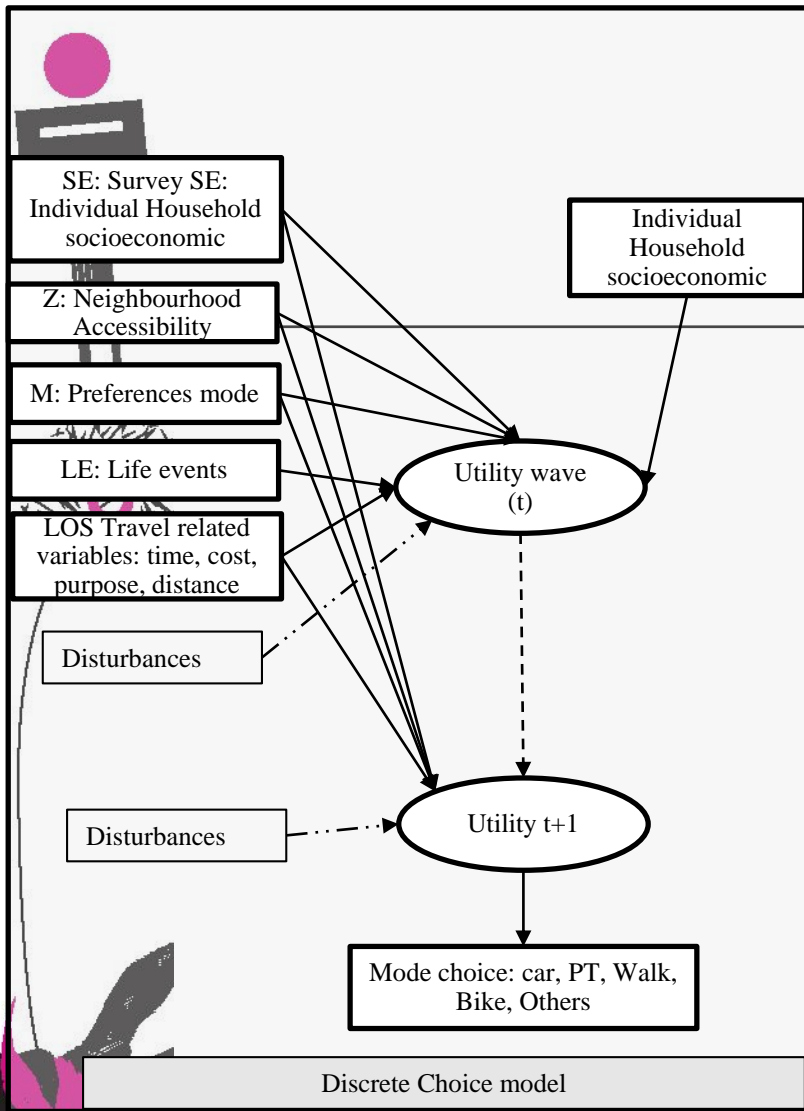 SE: Survey SE:
Individual Household
socioeconomic
Individual
Household
socioeconomic
Z: Neighbourhood
Accessibility
M: Preferences mode
LE: Life events
Utility wave
(t)
LOS Travel related
variables: time, cost,
purpose, distance
Disturbances
Disturbances
Utility t+1
Mode choice: car, PT, Walk,
Bike, Others
Discrete Choice model